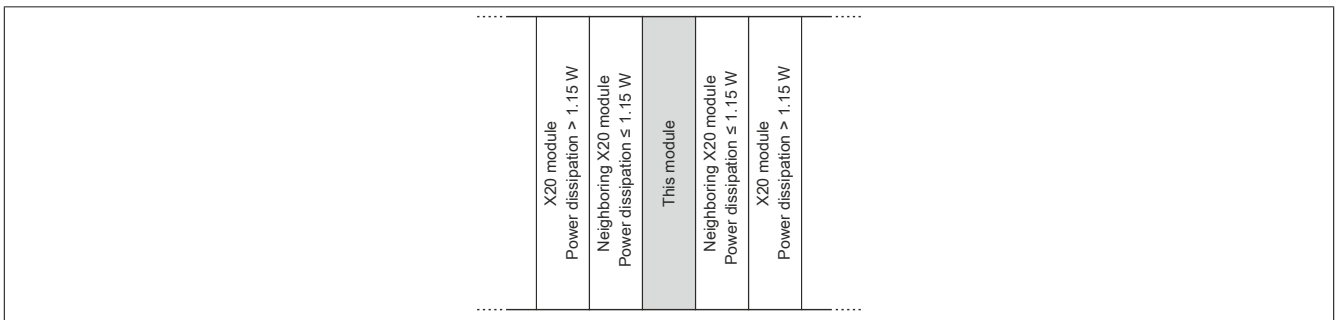 X20 module
Power dissipation > 1.15 W
Neighboring X20 module
Power dissipation ≤ 1.15 W
This module
Neighboring X20 module
Power dissipation ≤ 1.15 W
X20 module
Power dissipation > 1.15 W